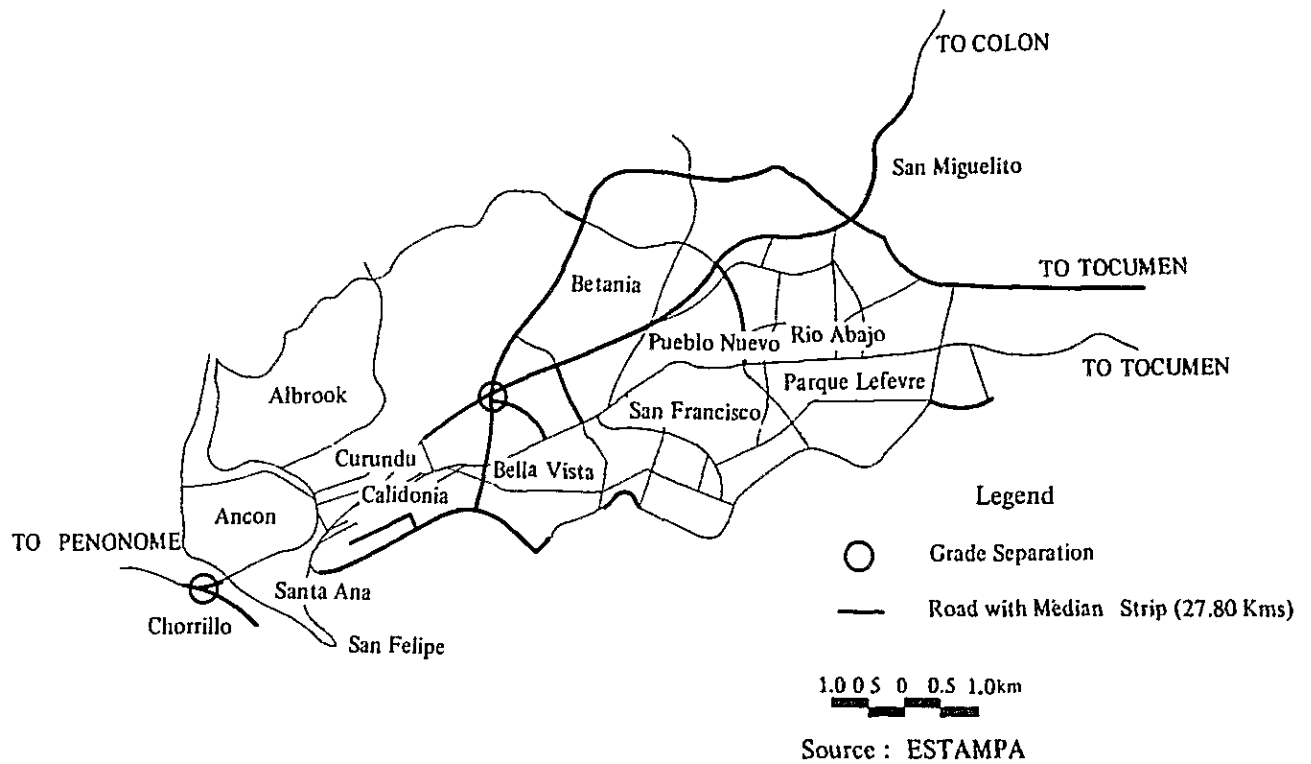 TO COLON
San Miguelito
TO TOCUMEN
Betania
Pueblo Nuevo
Rio Abajo
TO TOCUMEN
Parque Lefevre
Albrook
San Francisco
Curundu
Bella Vista
Calidonia
Ancon
Legend
TO PENONOME
Grade Separation
Santa Ana
Road with Median Strip (27.80 Kms)
Chorrillo
San Felipe
1.0 0 5 0 0.5 1.0km
Source : ESTAMPA